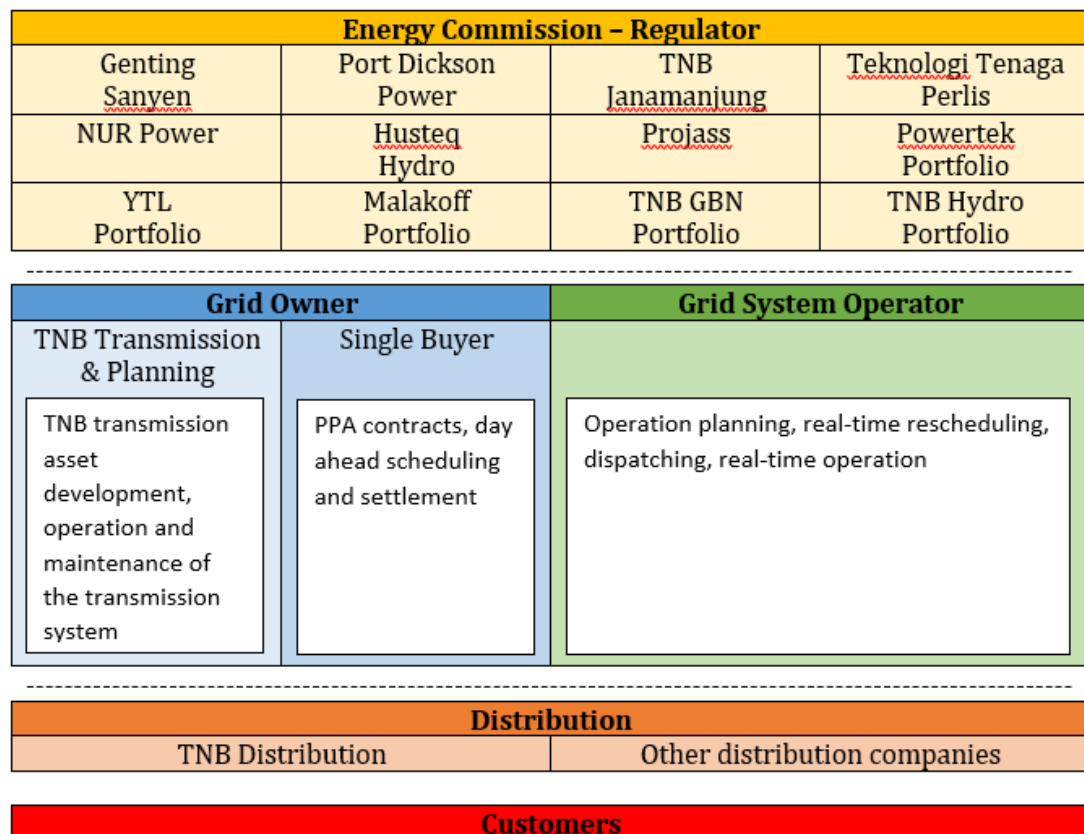 Energy Commission – Regulator
Genting
Sanyen
Port Dickson
Power
TNB
Janamanjung
Teknologi Tenaga
Perlis
NUR Power
Husteq
Hydro
Projass
Powertek
Portfolio
YTL
Portfolio
Malakoff
Portfolio
TNB GBN
Portfolio
TNB Hydro
Portfolio
Grid Owner
Grid System Operator
TNB Transmission
& Planning
Single Buyer
TNB transmission
asset
development,
operation and
maintenance of
the transmission
system
PPA contracts, day
ahead scheduling
and settlement
Operation planning, real-time rescheduling,
dispatching, real-time operation
Distribution
TNB Distribution
Other distribution companies
Customers